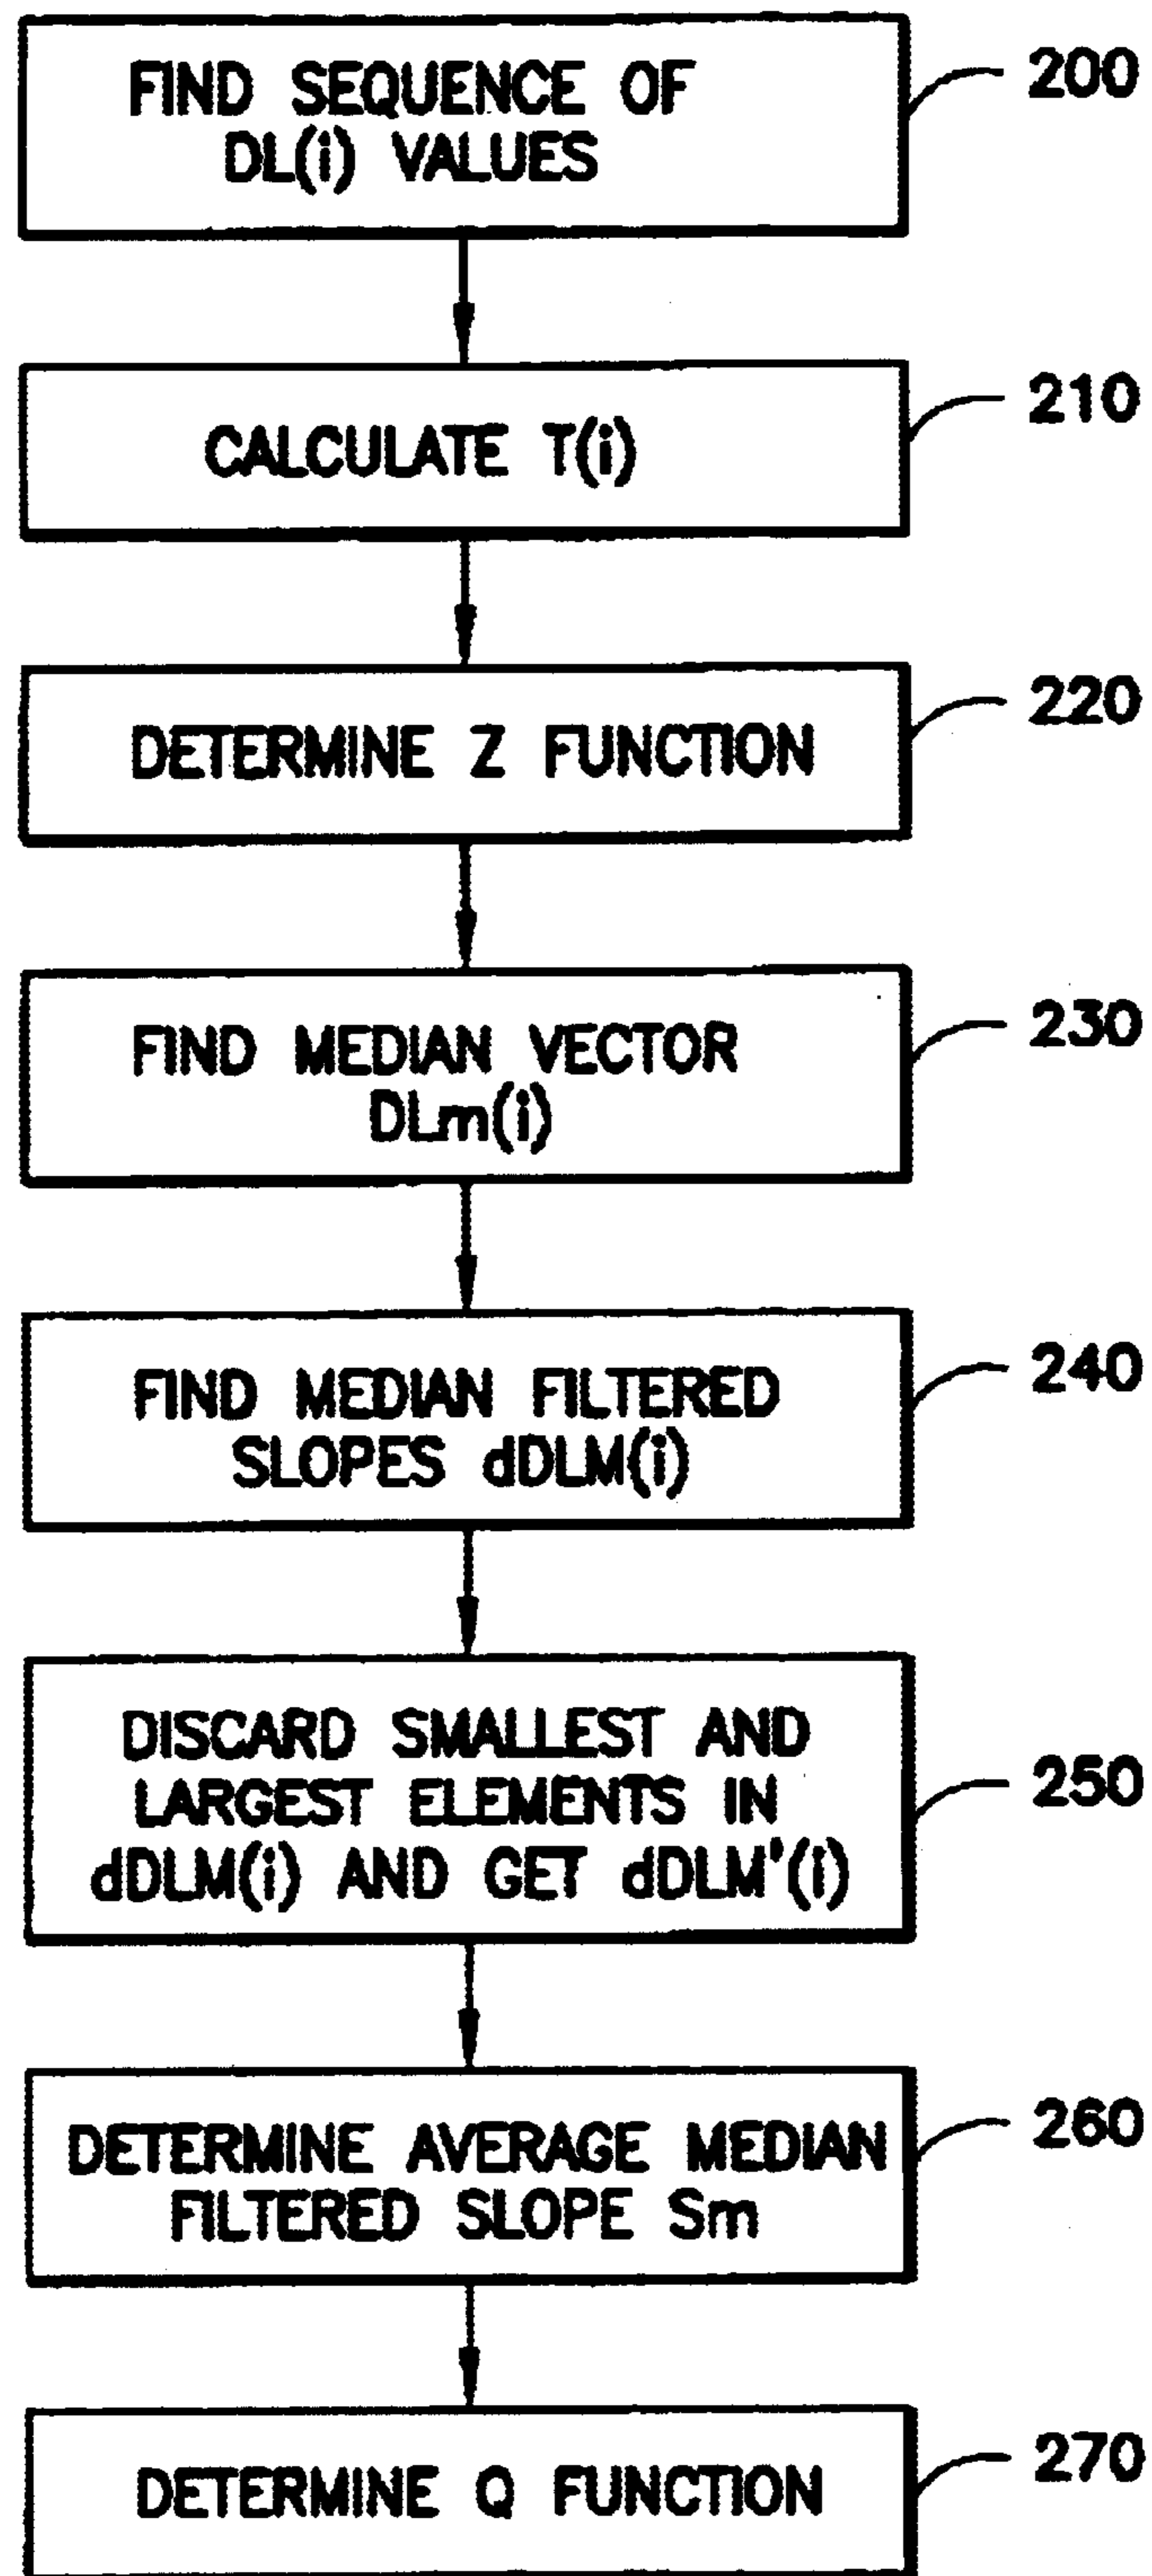 FIND SEQUENCE OF
DL(i) VALUES
200
CALCULATE T(i)
210
DETERMINE Z FUNCTION
220
FIND MEDIAN VECTOR
DLm(i)
230
FIND MEDIAN FILTERED
SLOPES dDLM(i)
240
DISCARD SMALLEST AND
LARGEST ELEMENTS IN
dDLM(i) AND GET dDLM'(i)
250
DETERMINE AVERAGE MEDIAN
FILTERED SLOPE Sm
260
DETERMINE Q FUNCTION
270